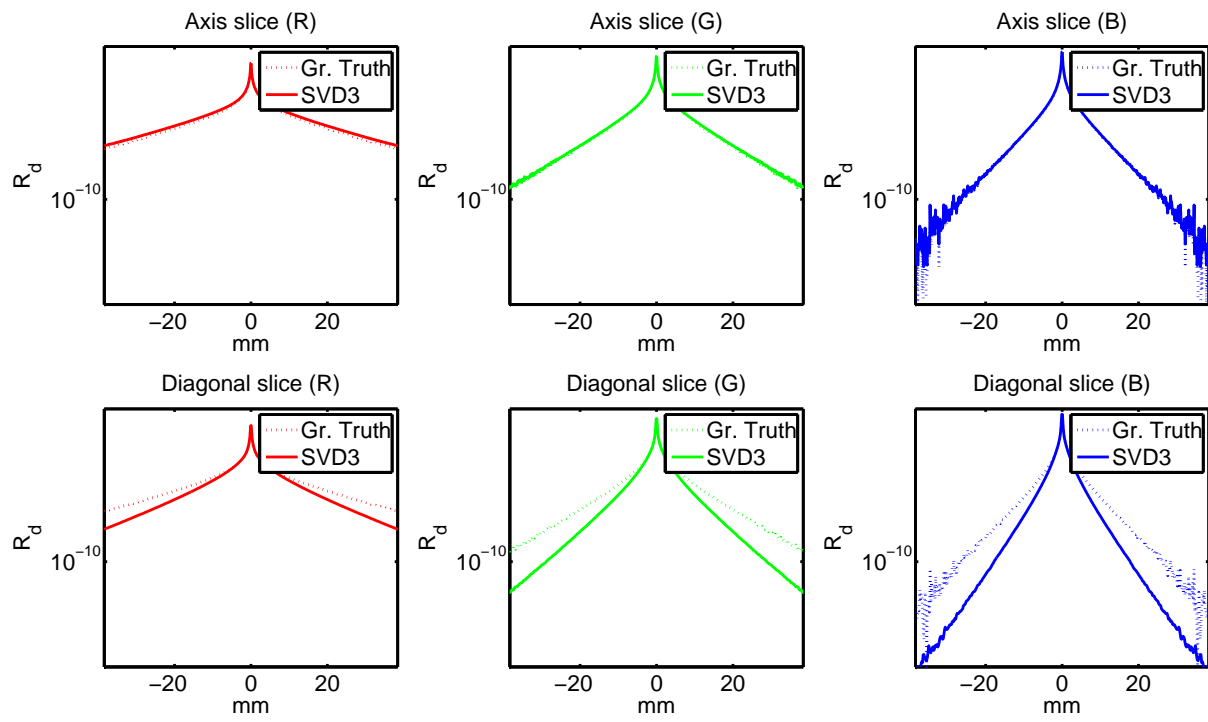 Axis slice (R)
Axis slice (G)
Axis slice (B)
Gr. Truth
SVD3
Gr. Truth
SVD3
Gr. Truth
SVD3
R_d
10^−10
R_d
10^−10
R_d
10^−10
−20 0 20
−20 0 20
−20 0 20
mm
mm
mm
Diagonal slice (R)
Diagonal slice (G)
Diagonal slice (B)
Gr. Truth
SVD3
Gr. Truth
SVD3
Gr. Truth
SVD3
R_d
10^−10
R_d
10^−10
R_d
10^−10
−20 0 20
−20 0 20
−20 0 20
mm
mm
mm